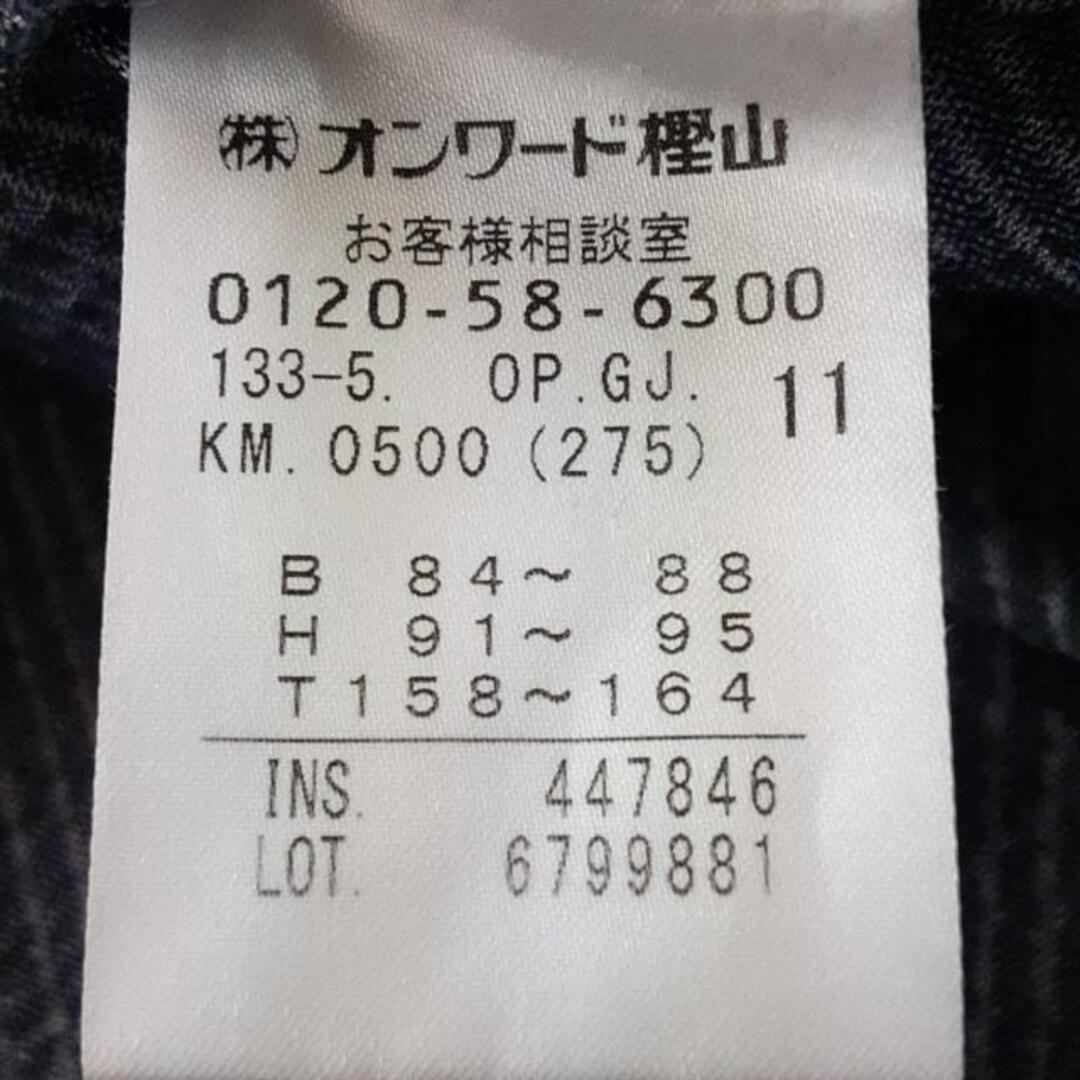 ㈱オンワード樫山
お客様相談室
0120-58-6300
133-5. OP.GJ. 11
KM.0500(275)
B 84〜 88
H 91〜 95
T158〜164
INS. 447846
LOT. 6799881